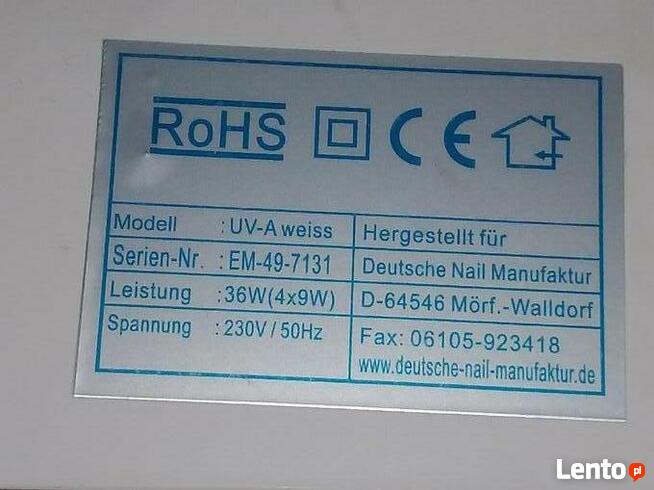 RoHS CE
Modell : UV-A weiss
Serien-Nr. : EM-49-7131
Leistung : 36W(4x9W)
Spannung : 230V / 50Hz
Hergestellt für
Deutsche Nail Manufaktur
D-64546 Mörf.-Walldorf
Fax: 06105-923418
www.deutsche-nail-manufaktur.de
Lento.pl